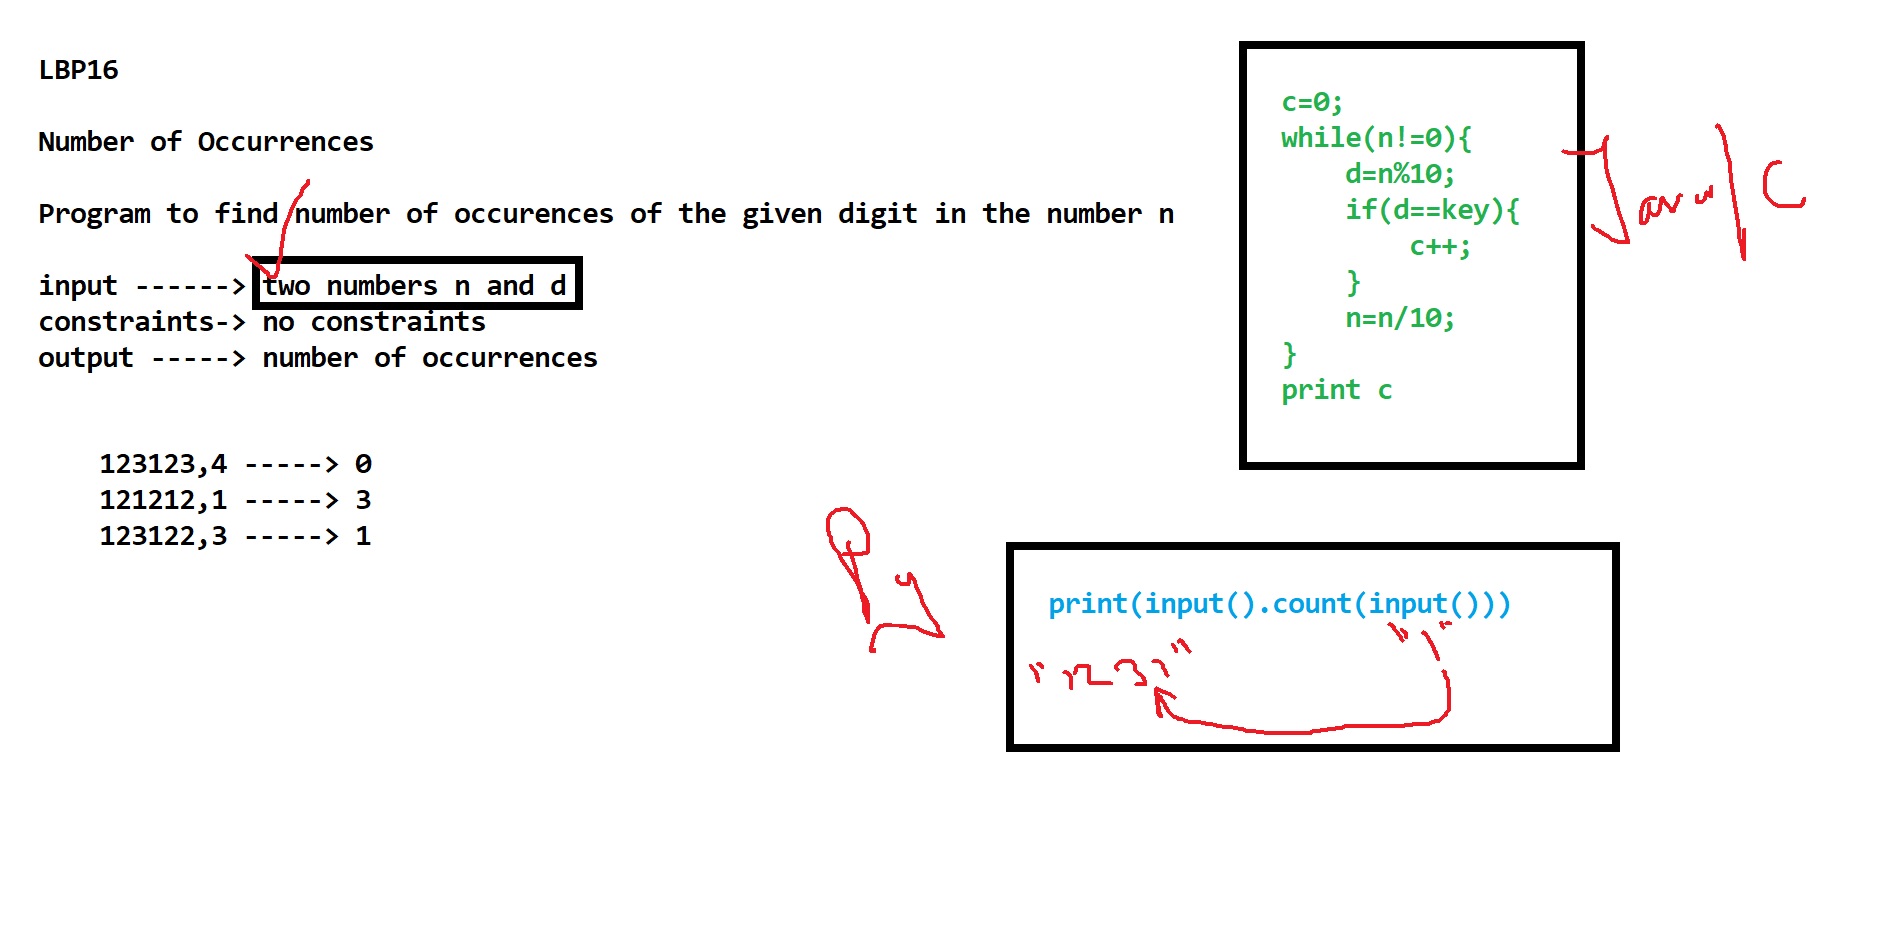 LBP16
Number of Occurrences
Program to find number of occurences of the given digit in the number n
input ------> two numbers n and d
constraints-> no constraints
output -----> number of occurrences
123123,4 -----> 0
121212,1 -----> 3
123122,3 -----> 1
c=0;
while(n!=0){
d=n%10;
if(d==key){
c++;
}
n=n/10;
}
print c
Java/C
Py
print(input().count(input()))